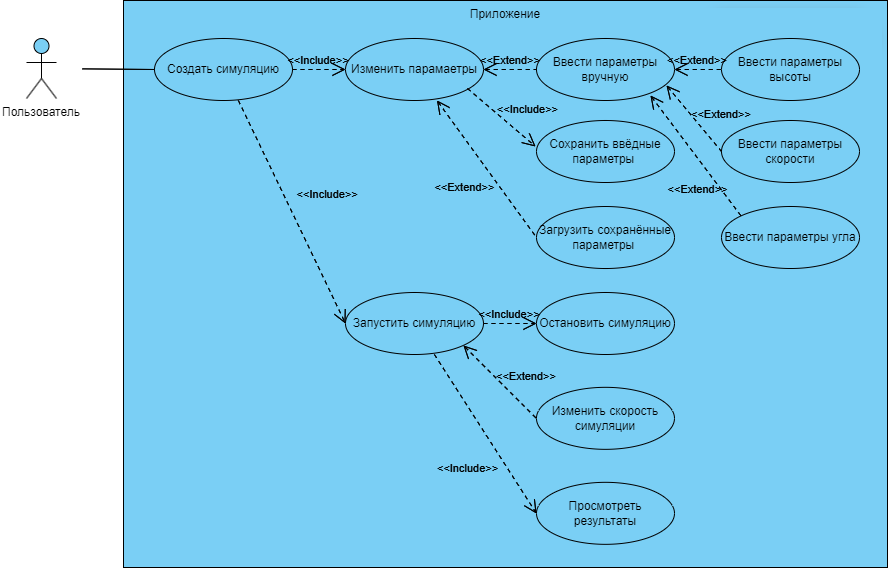 Приложение
Пользователь
Создать симуляцию
<<Include>>
Изменить парамаетры
<<Extend>>
Ввести параметры
вручную
<<Extend>>
Ввести параметры
высоты
<<Include>>
Сохранить ввёдные
параметры
<<Extend>>
Ввести параметры
скорости
<<Include>>
<<Extend>>
<<Extend>>
Загрузить сохранённые
параметры
Ввести параметры угла
Запустить симуляцию
<<Include>>
Остановить симуляцию
<<Extend>>
Изменить скорость
симуляции
<<Include>>
Просмотреть
результаты